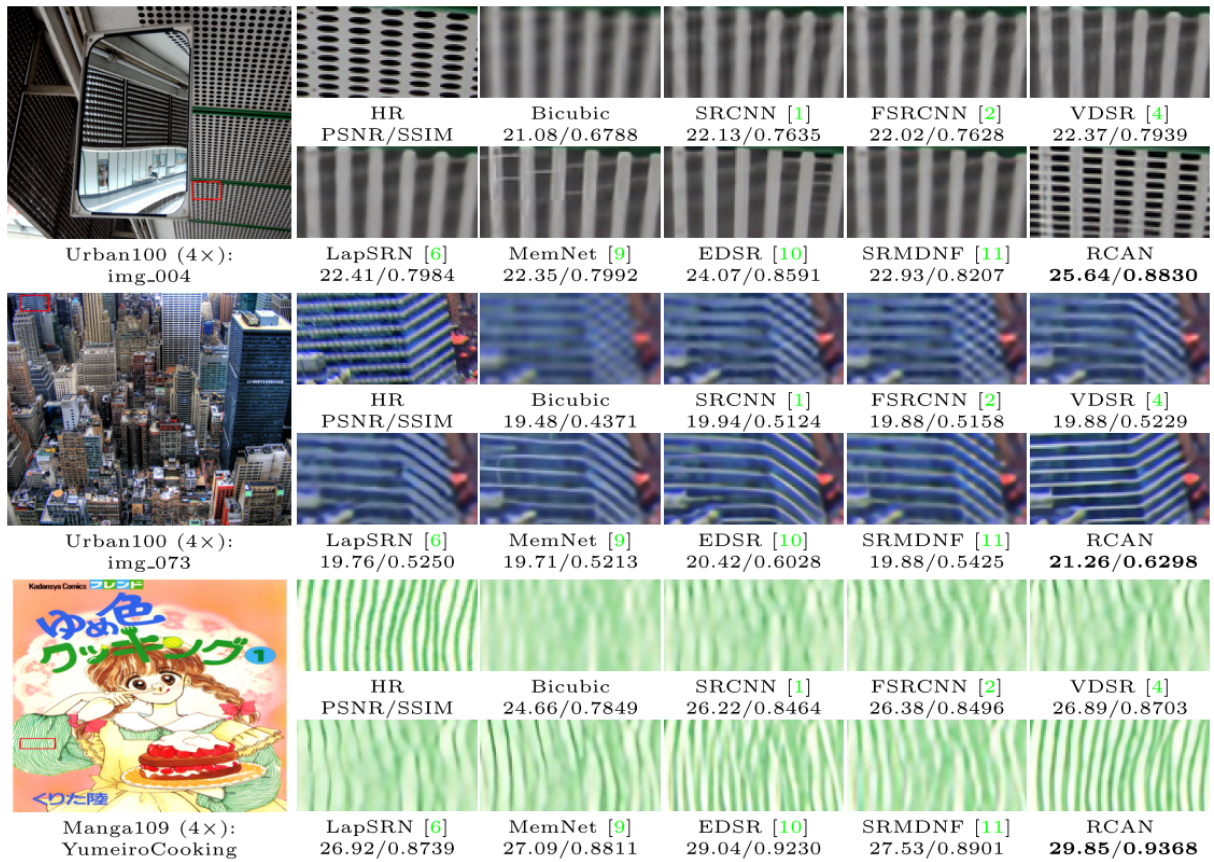 HR
Bicubic
SRCNN [1]
FSRCNN [2]
VDSR [4]
PSNR/SSIM
21.08/0.6788
22.13/0.7635
22.02/0.7628
22.37/0.7939
Urban100 (4×):
img_004
LapSRN [6]
MemNet [9]
EDSR [10]
SRMDNF [11]
RCAN
22.41/0.7984
22.35/0.7992
24.07/0.8591
22.93/0.8207
25.64/0.8830
HR
Bicubic
SRCNN [1]
FSRCNN [2]
VDSR [4]
PSNR/SSIM
19.48/0.4371
19.94/0.5124
19.88/0.5158
19.88/0.5229
Urban100 (4×):
img_073
LapSRN [6]
MemNet [9]
EDSR [10]
SRMDNF [11]
RCAN
19.76/0.5250
19.71/0.5213
20.42/0.6028
19.88/0.5425
21.26/0.6298
Kodansya Comics フレンド
ゆめ色
クッキング 1
くりた陸
HR
Bicubic
SRCNN [1]
FSRCNN [2]
VDSR [4]
PSNR/SSIM
24.66/0.7849
26.22/0.8464
26.38/0.8496
26.89/0.8703
Manga109 (4×):
YumeiroCooking
LapSRN [6]
MemNet [9]
EDSR [10]
SRMDNF [11]
RCAN
26.92/0.8739
27.09/0.8811
29.04/0.9230
27.53/0.8901
29.85/0.9368